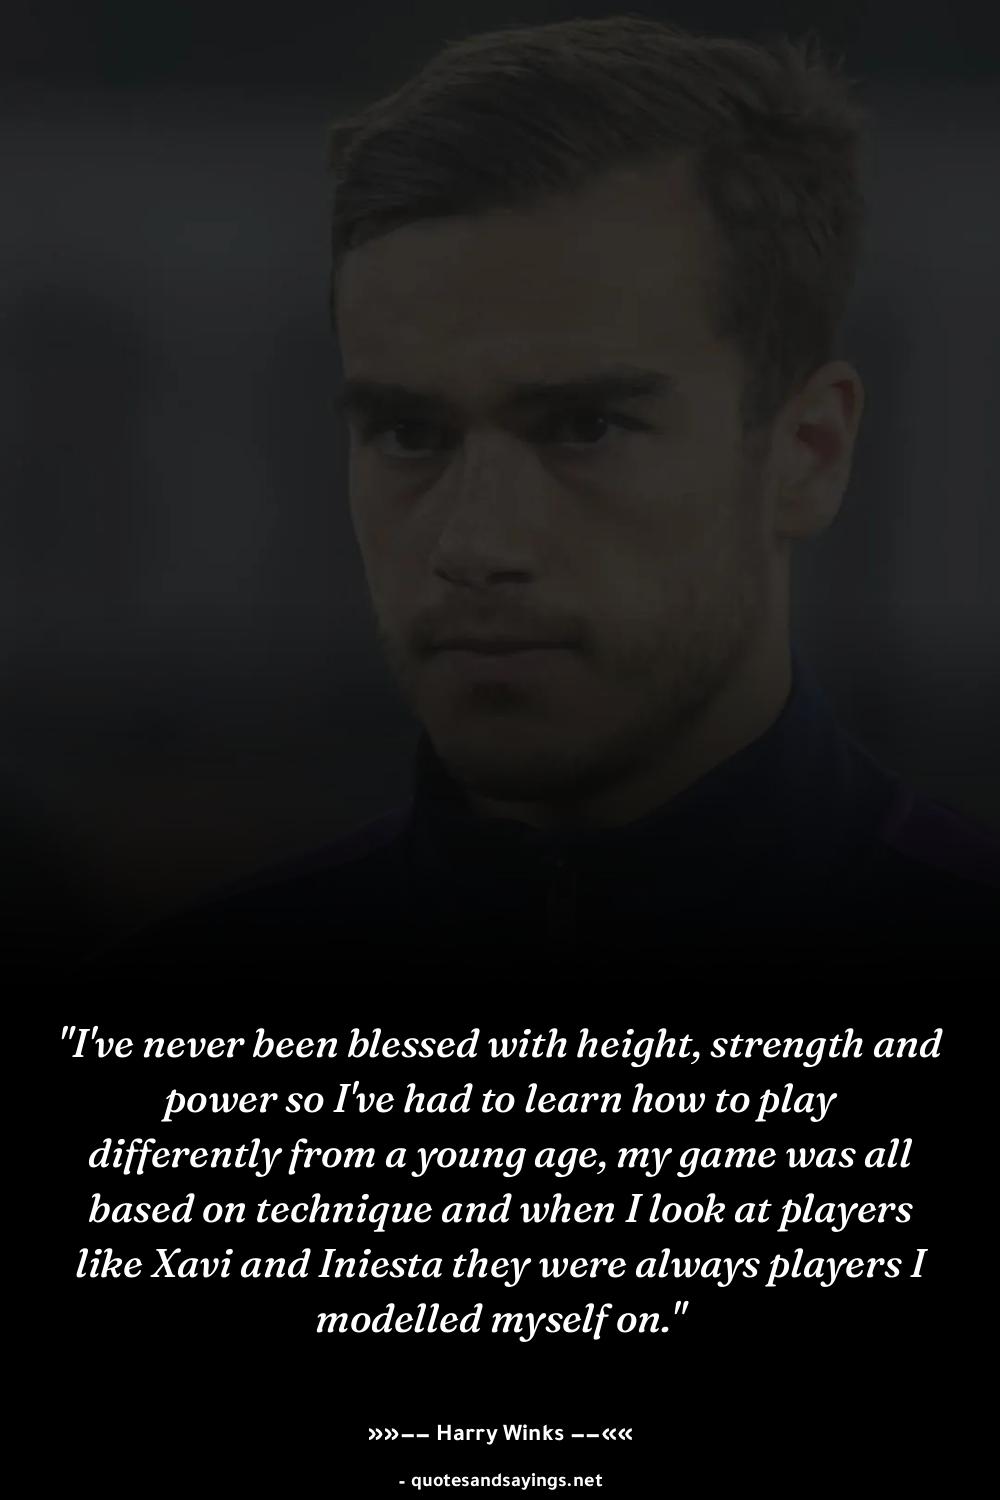 "I've never been blessed with height, strength and
power so I've had to learn how to play
differently from a young age, my game was all
based on technique and when I look at players
like Xavi and Iniesta they were always players I
modelled myself on."
»»–– Harry Winks ––««
- quotesandsayings.net